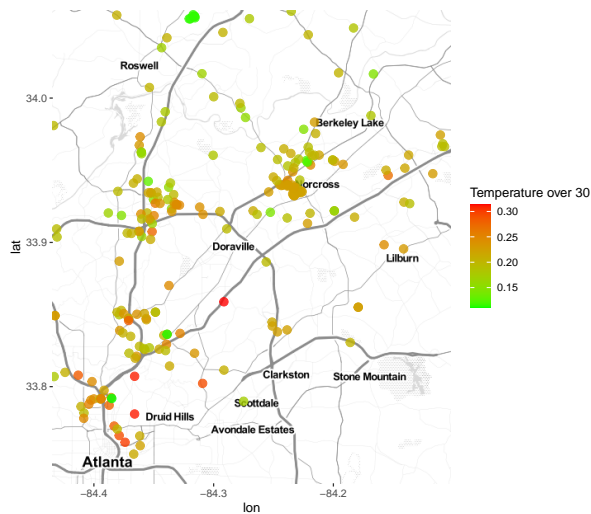 Roswell
34.0
Berkeley Lake
orcross
33.9
Doraville
Lilburn
lat
Temperature over 30
0.30
0.25
0.20
0.15
33.8
Clarkston
Stone Mountain
Scottdale
Druid Hills
Avondale Estates
Atlanta
−84.4
−84.3
−84.2
lon